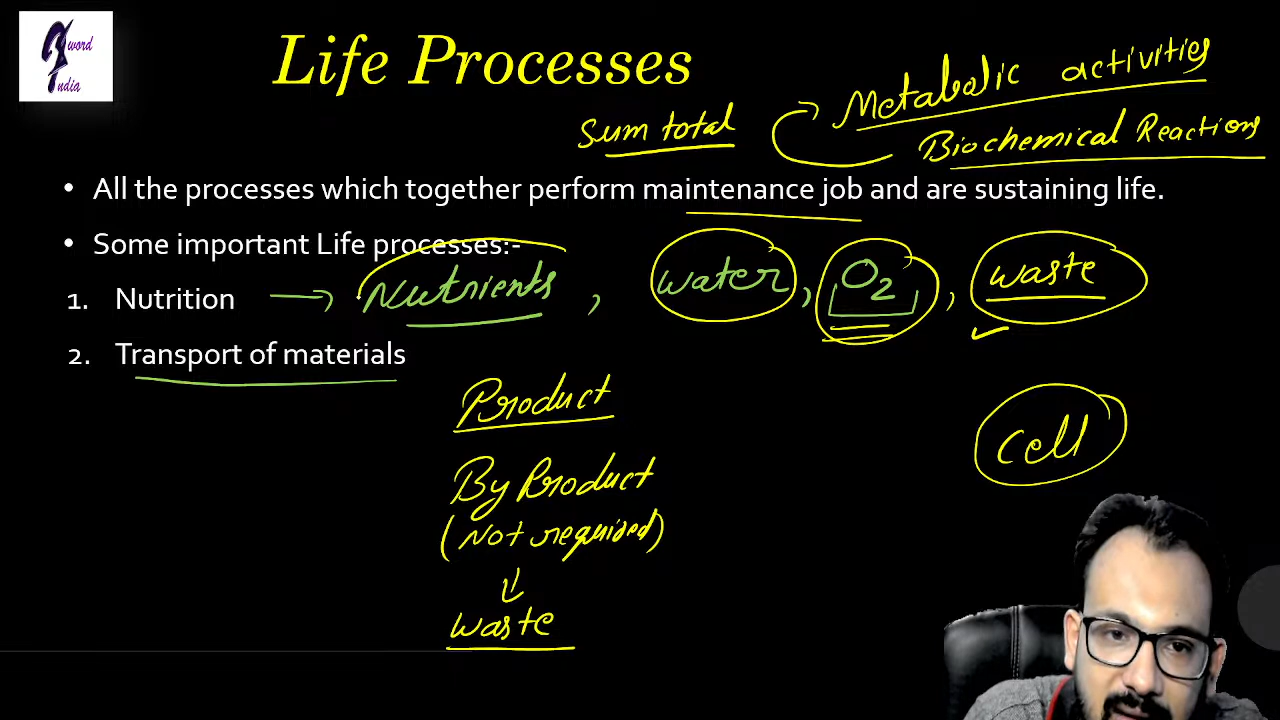 sword
India
Life Processes
Metabolic activities
Sum total
Biochemical Reactions
• All the processes which together perform maintenance job and are sustaining life.
• Some important Life processes:-
1. Nutrition → Nutrients, water, O2, waste
2. Transport of materials
Product
cell
By Product
(Not required)
waste